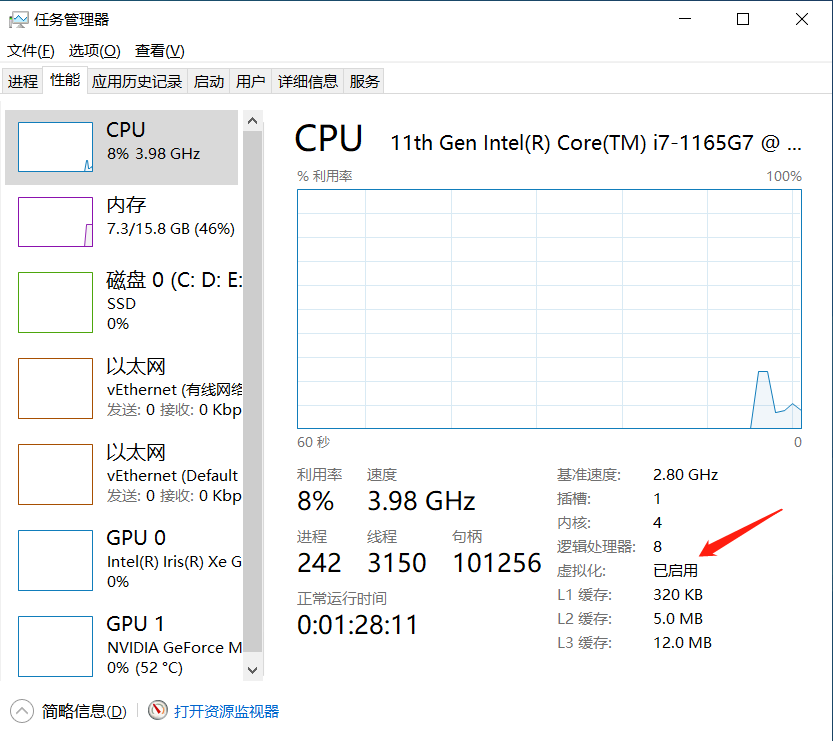 任务管理器
文件(F) 选项(O) 查看(V)
进程 性能 应用历史记录 启动 用户 详细信息 服务
CPU
8% 3.98 GHz
内存
7.3/15.8 GB (46%)
磁盘 0 (C: D: E:
SSD
0%
以太网
vEthernet (有线网络
发送: 0 接收: 0 Kbp
以太网
vEthernet (Default
发送: 0 接收: 0 Kbp
GPU 0
Intel(R) Iris(R) Xe G
0%
GPU 1
NVIDIA GeForce M
0% (52 °C)
CPU 11th Gen Intel(R) Core(TM) i7-1165G7 @ ...
% 利用率 100%
60 秒 0
利用率 速度
8% 3.98 GHz
进程 线程 句柄
242 3150 101256
正常运行时间
0:01:28:11
基准速度: 2.80 GHz
插槽: 1
内核: 4
逻辑处理器: 8
虚拟化: 已启用
L1 缓存: 320 KB
L2 缓存: 5.0 MB
L3 缓存: 12.0 MB
简略信息(D) 打开资源监视器